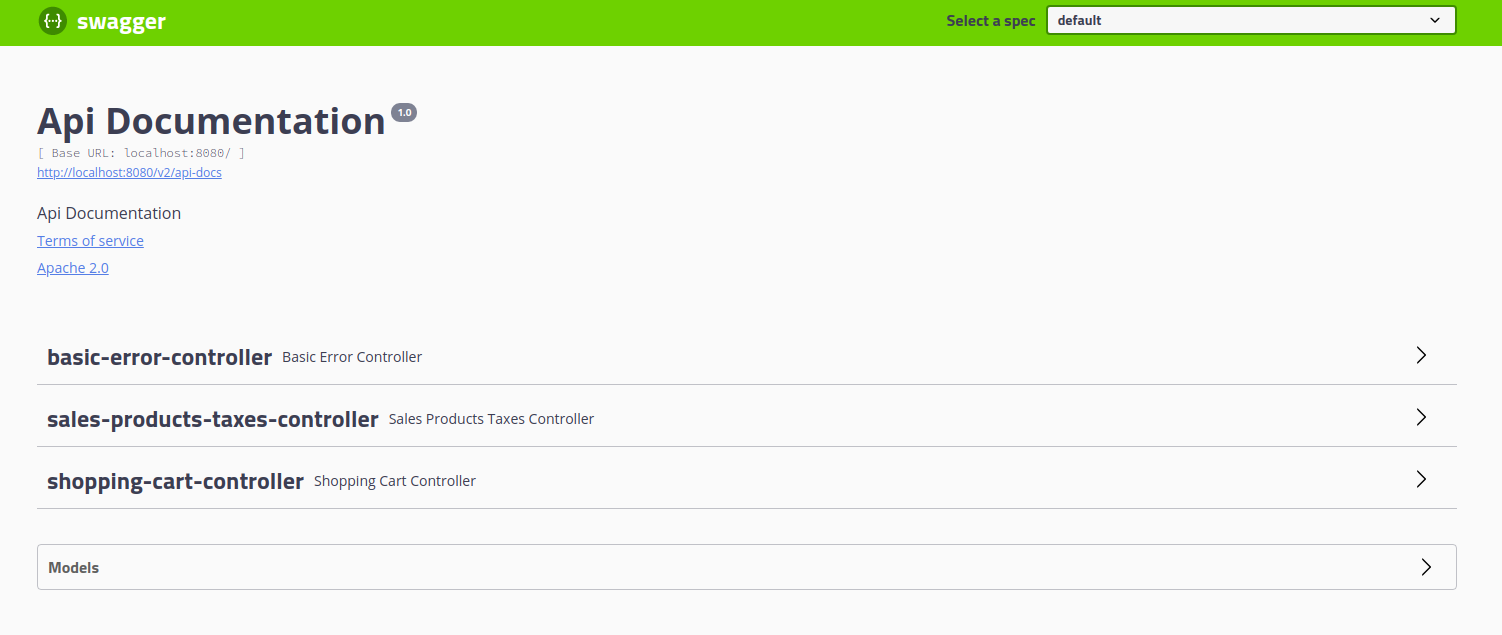 swagger
Select a spec default
Api Documentation 1.0
[ Base URL: localhost:8080/ ]
http://localhost:8080/v2/api-docs
Api Documentation
Terms of service
Apache 2.0
basic-error-controller Basic Error Controller
sales-products-taxes-controller Sales Products Taxes Controller
shopping-cart-controller Shopping Cart Controller
Models